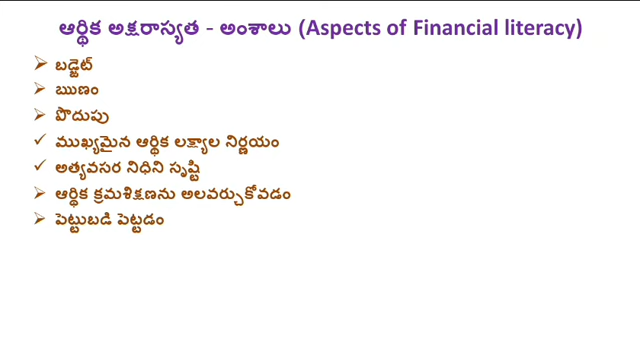 ఆర్థిక అక్షరాస్యత - అంశాలు (Aspects of Financial literacy)
బడ్జెట్
ఋణం
పొదుపు
ముఖ్యమైన ఆర్థిక లక్ష్యాల నిర్ణయం
అత్యవసర నిధిని సృష్టి
ఆర్థిక క్రమశిక్షణను అలవర్చుకోవడం
పెట్టుబడి పెట్టడం